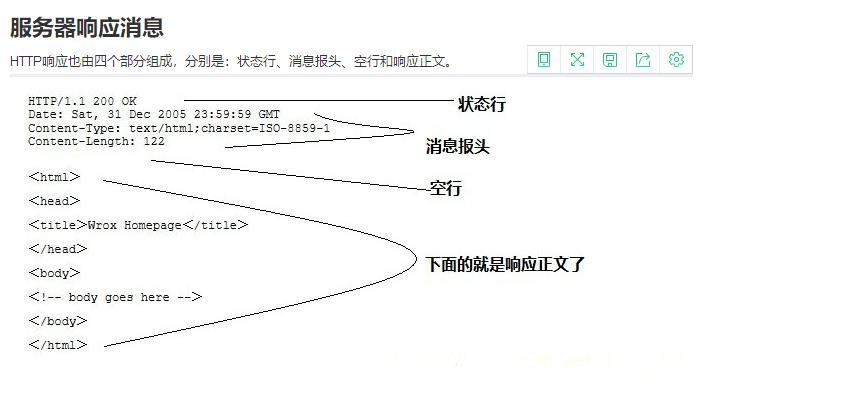 服务器响应消息
HTTP响应也由四个部分组成，分别是：状态行、消息报头、空行和响应正文。
HTTP/1.1 200 OK
状态行
Date: Sat, 31 Dec 2005 23:59:59 GMT
Content-Type: text/html;charset=ISO-8859-1
Content-Length: 122
消息报头
空行
<html>
<head>
<title>Wrox Homepage</title>
</head>
<body>
下面的就是响应正文了
<!-- body goes here -->
</body>
</html>